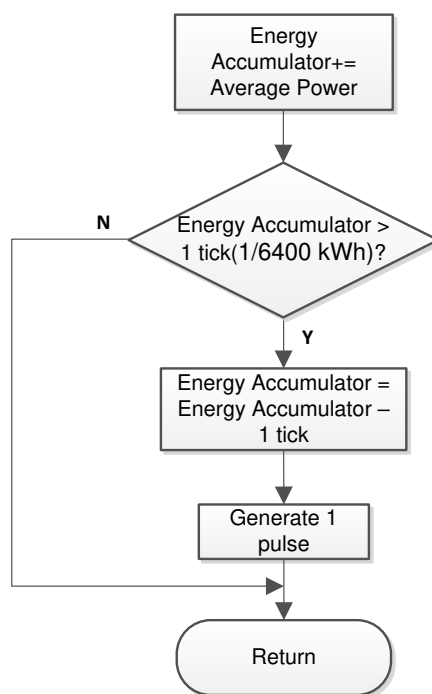 Energy
Accumulator+=
Average Power
N
Energy Accumulator >
1 tick(1/6400 kWh)?
Y
Energy Accumulator =
Energy Accumulator –
1 tick
Generate 1
pulse
Return